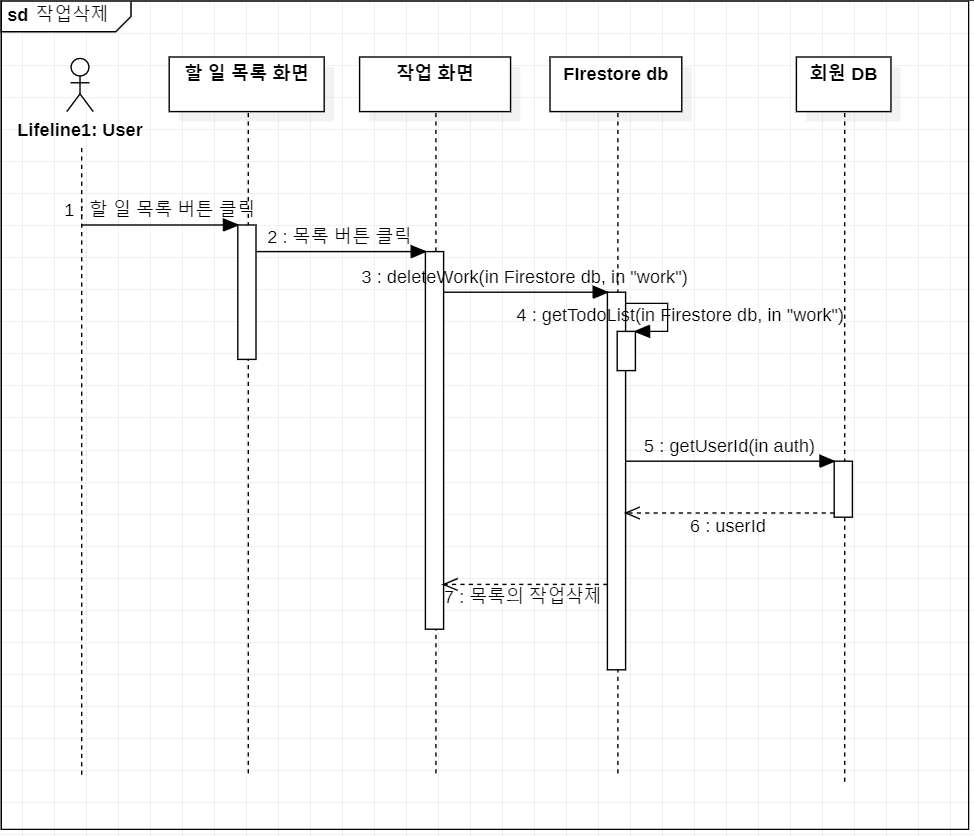 sd 작업삭제
할 일 목록 화면
작업 화면
FIrestore db
회원 DB
Lifeline1: User
1 : 할 일 목록 버튼 클릭
2 : 목록 버튼 클릭
3 : deleteWork(in Firestore db, in "work")
4 : getTodoList(in Firestore db, in "work")
5 : getUserId(in auth)
6 : userId
7 : 목록의 작업삭제